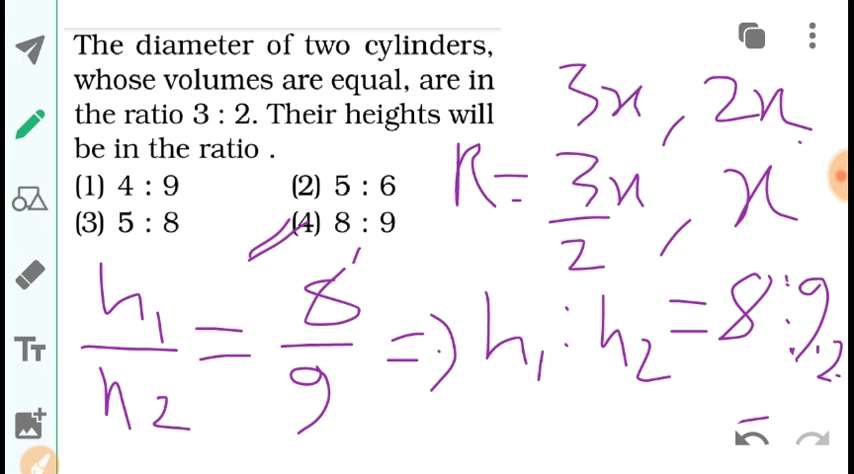 The diameter of two cylinders,
whose volumes are equal, are in
the ratio 3 : 2. Their heights will
be in the ratio .
(1) 4 : 9 (2) 5 : 6
(3) 5 : 8 (4) 8 : 9
3x, 2x
R = 3x/2, x
h₁/h₂ = 8/9 => h₁ : h₂ = 8 : 9
TT